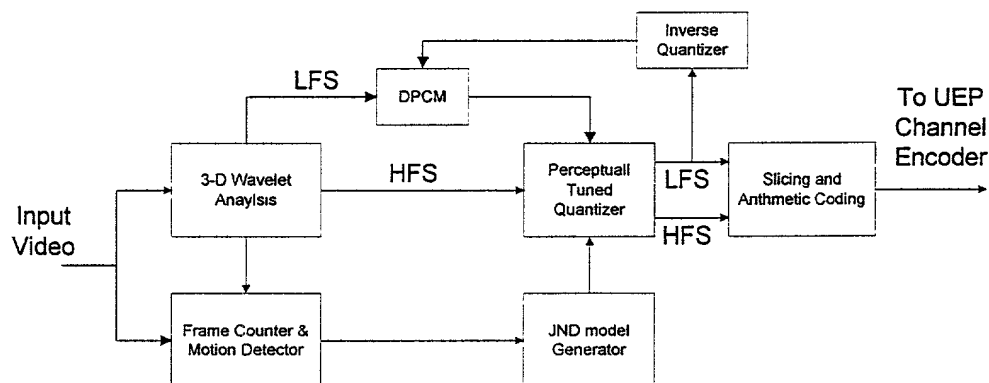 Inverse
Quantizer
LFS
DPCM
To UEP
Channel
Encoder
3-D Wavelet
Anaylsis
HFS
Perceptuall
Tuned
Quantizer
LFS
HFS
Slicing and
Arithmetic Coding
Input
Video
Frame Counter &
Motion Detector
JND model
Generator